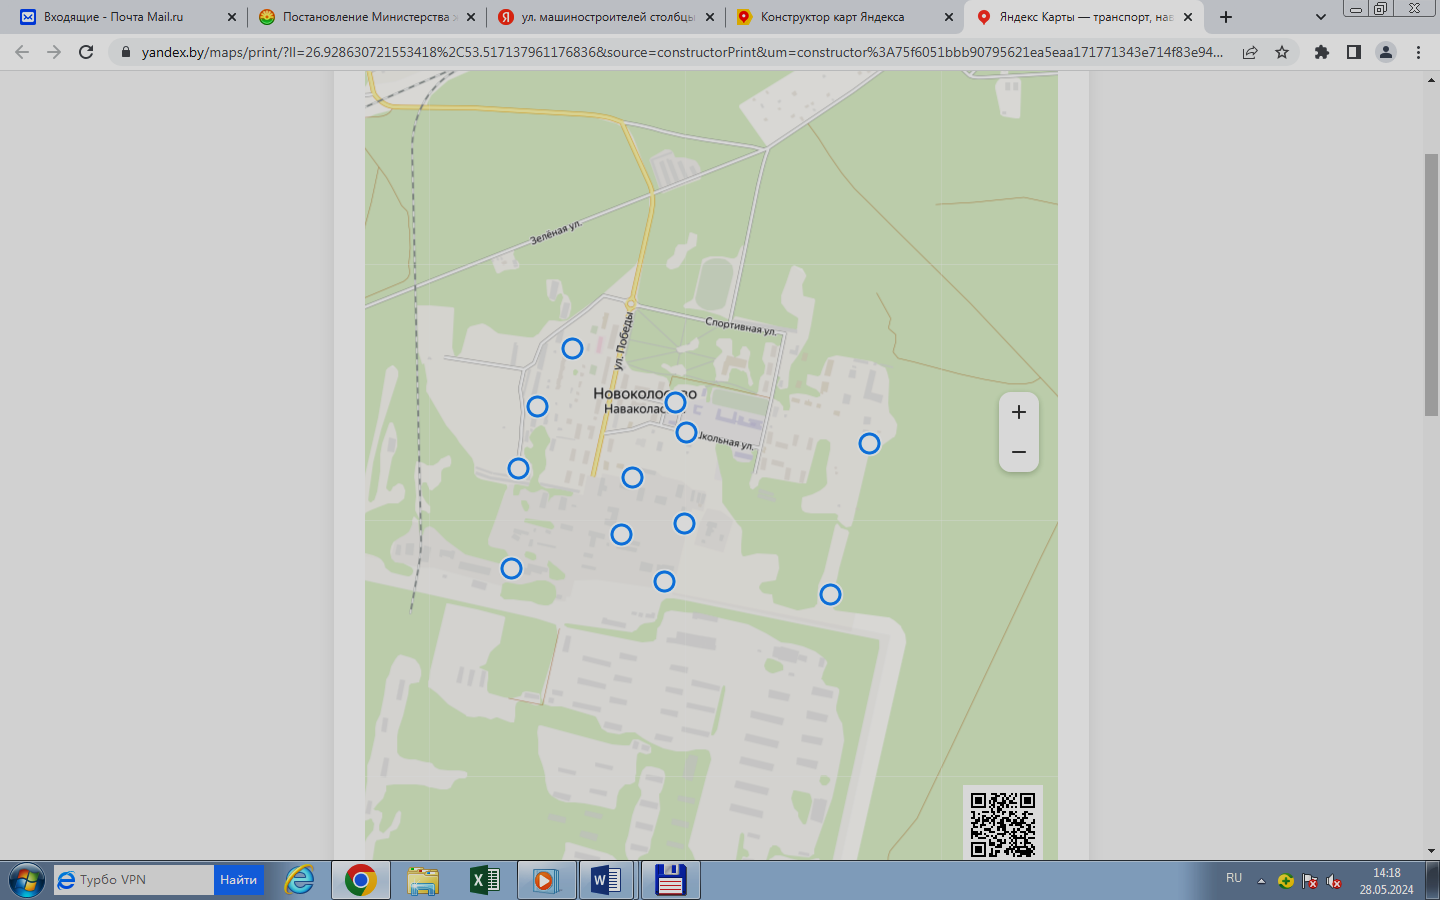 Входящие - Почта Mail.ru
Постановление Министерства
ул. машиностроителей столбцы
Конструктор карт Яндекса
Яндекс Карты — транспорт, нав
yandex.by/maps/print/?ll=26.928630721553418%2C53.517137961176836&source=constructorPrint&um=constructor%3A75f6051bbb90795621ea5eaa171771343e714f83e94...
Зелёная ул.
Спортивная ул.
ул. Победы
Школьная ул.
+
−
Турбо VPN
Найти
RU
14:18
28.05.2024